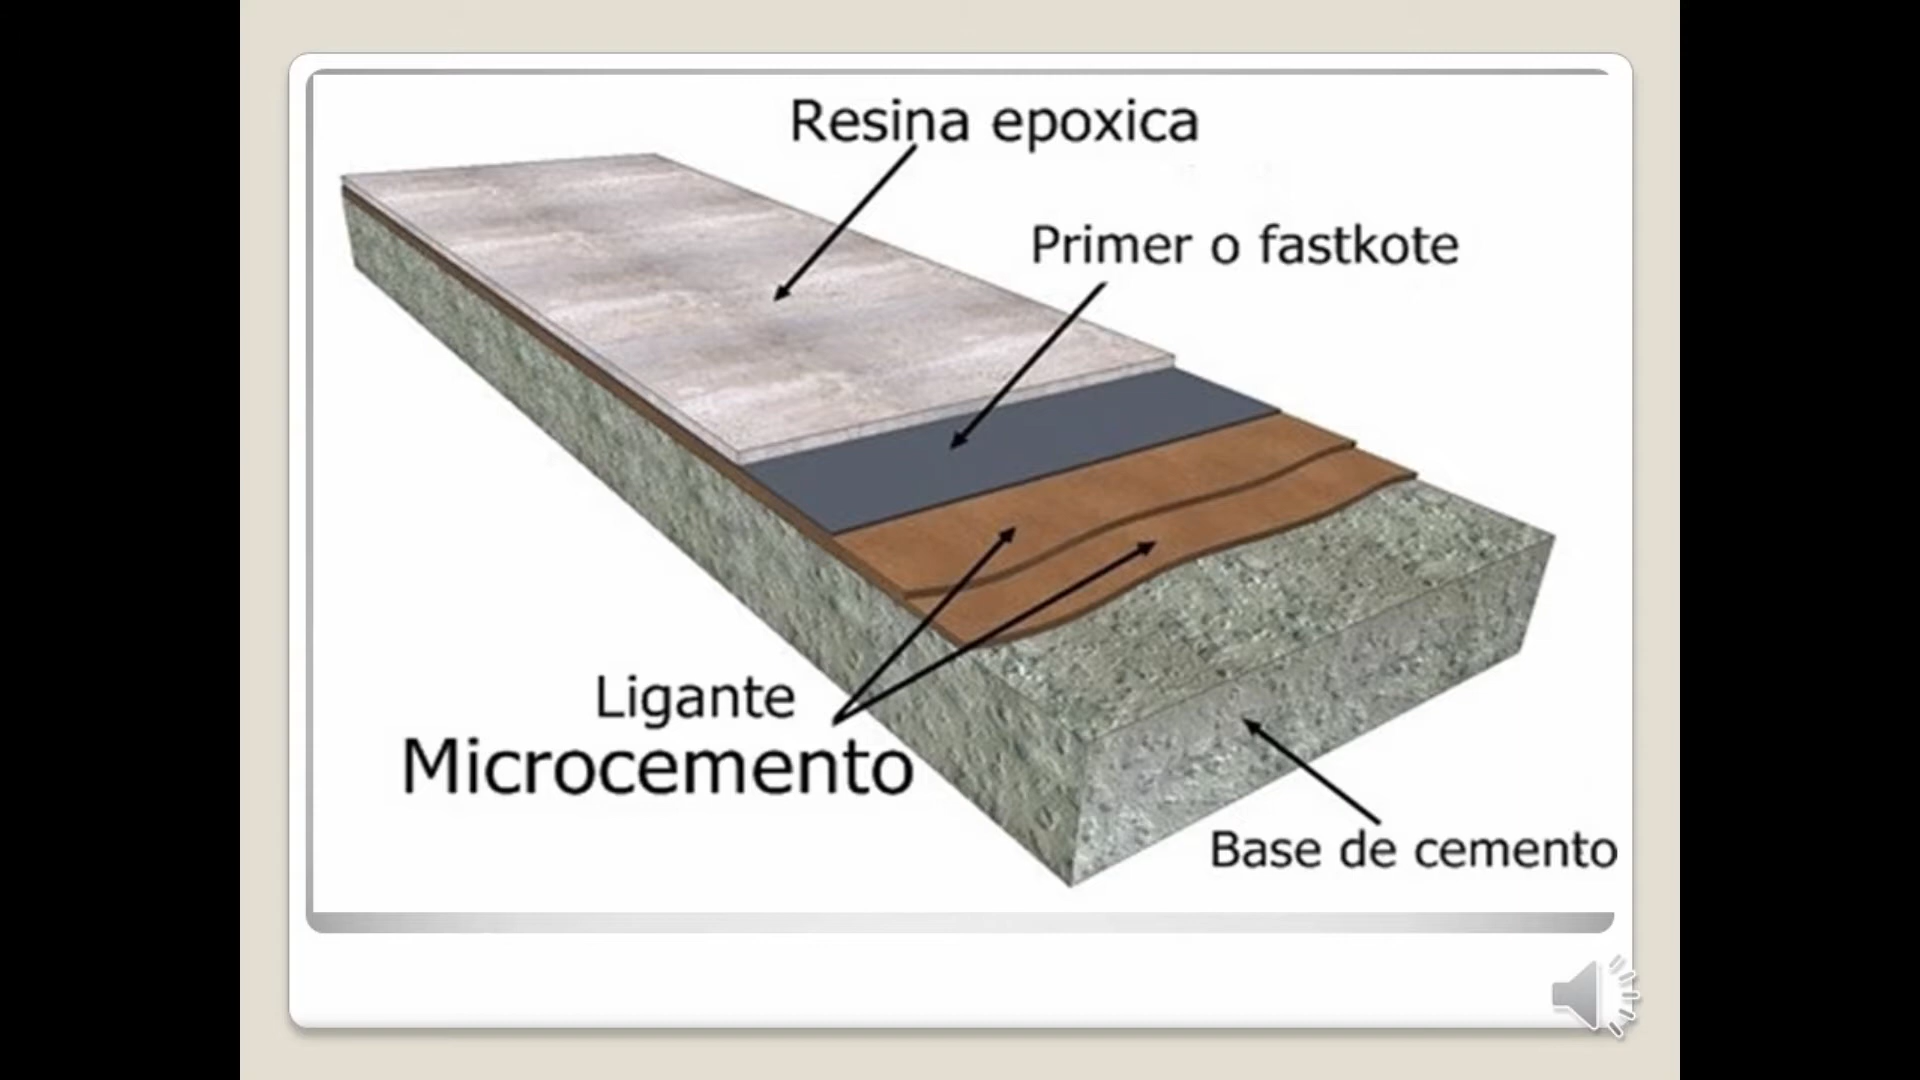 Resina epoxica
Primer o fastkote
Ligante
Microcemento
Base de cemento